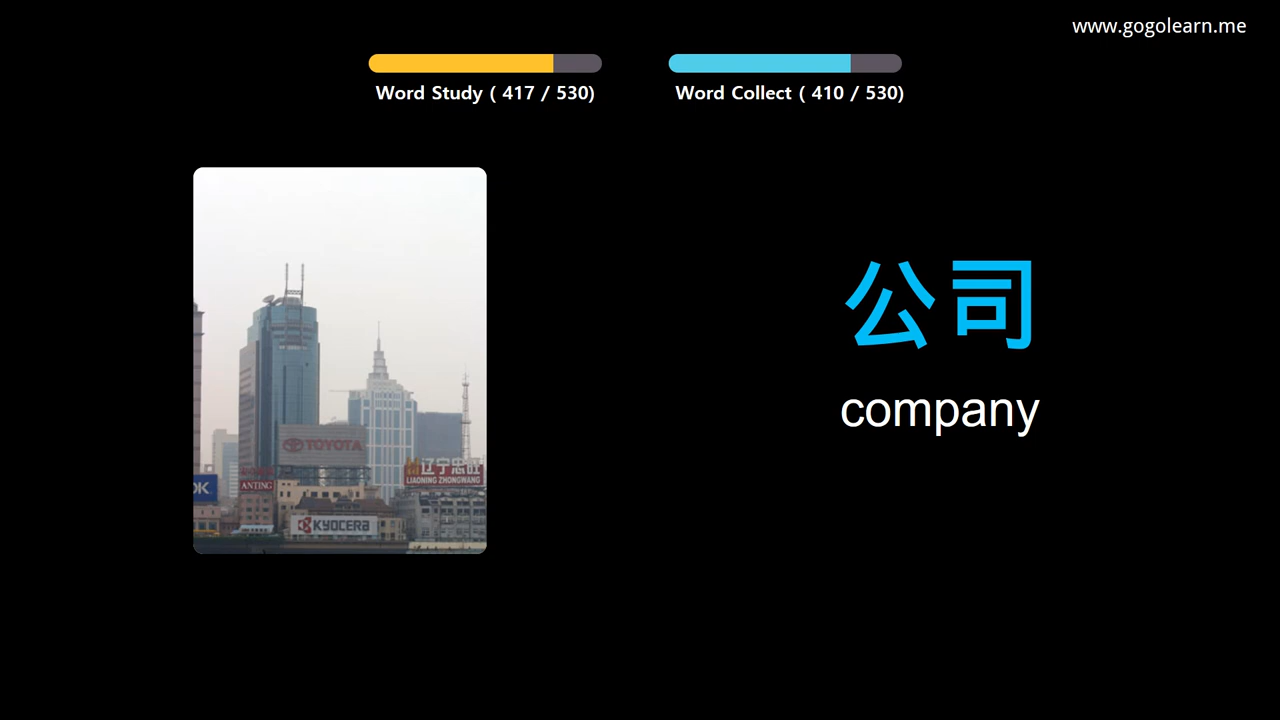 www.gogolearn.me
Word Study ( 417 / 530)
Word Collect ( 410 / 530)
公司
company
TOYOTA
辽宁忠旺
LIAONING ZHONGWANG
OK
ANTING
KYOCERA